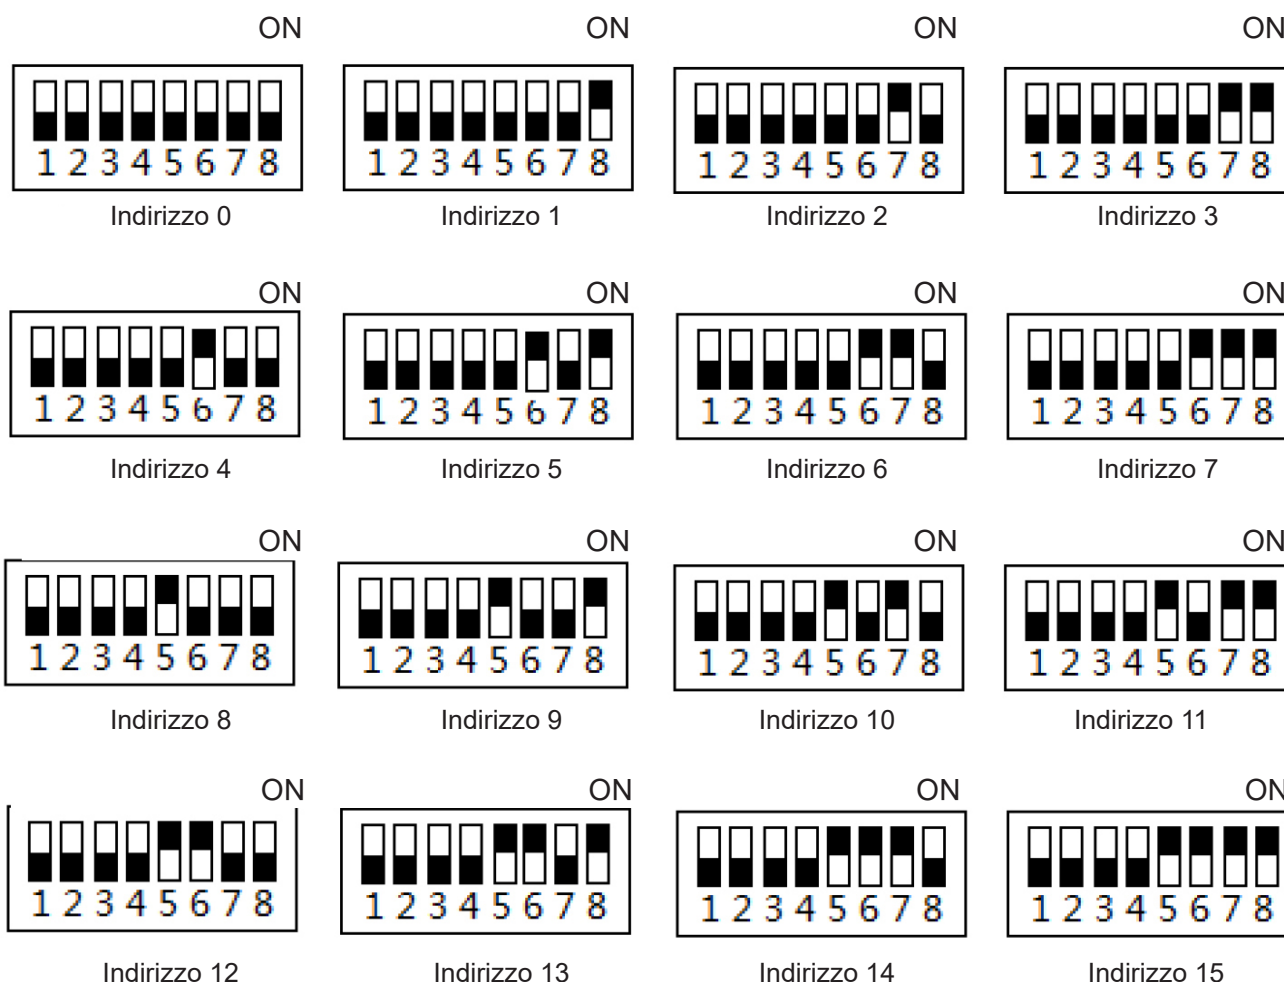 ON ON ON ON
1 2 3 4 5 6 7 8 1 2 3 4 5 6 7 8 1 2 3 4 5 6 7 8 1 2 3 4 5 6 7 8
Indirizzo 0 Indirizzo 1 Indirizzo 2 Indirizzo 3
ON ON ON ON
1 2 3 4 5 6 7 8 1 2 3 4 5 6 7 8 1 2 3 4 5 6 7 8 1 2 3 4 5 6 7 8
Indirizzo 4 Indirizzo 5 Indirizzo 6 Indirizzo 7
ON ON ON ON
1 2 3 4 5 6 7 8 1 2 3 4 5 6 7 8 1 2 3 4 5 6 7 8 1 2 3 4 5 6 7 8
Indirizzo 8 Indirizzo 9 Indirizzo 10 Indirizzo 11
ON ON ON ON
1 2 3 4 5 6 7 8 1 2 3 4 5 6 7 8 1 2 3 4 5 6 7 8 1 2 3 4 5 6 7 8
Indirizzo 12 Indirizzo 13 Indirizzo 14 Indirizzo 15